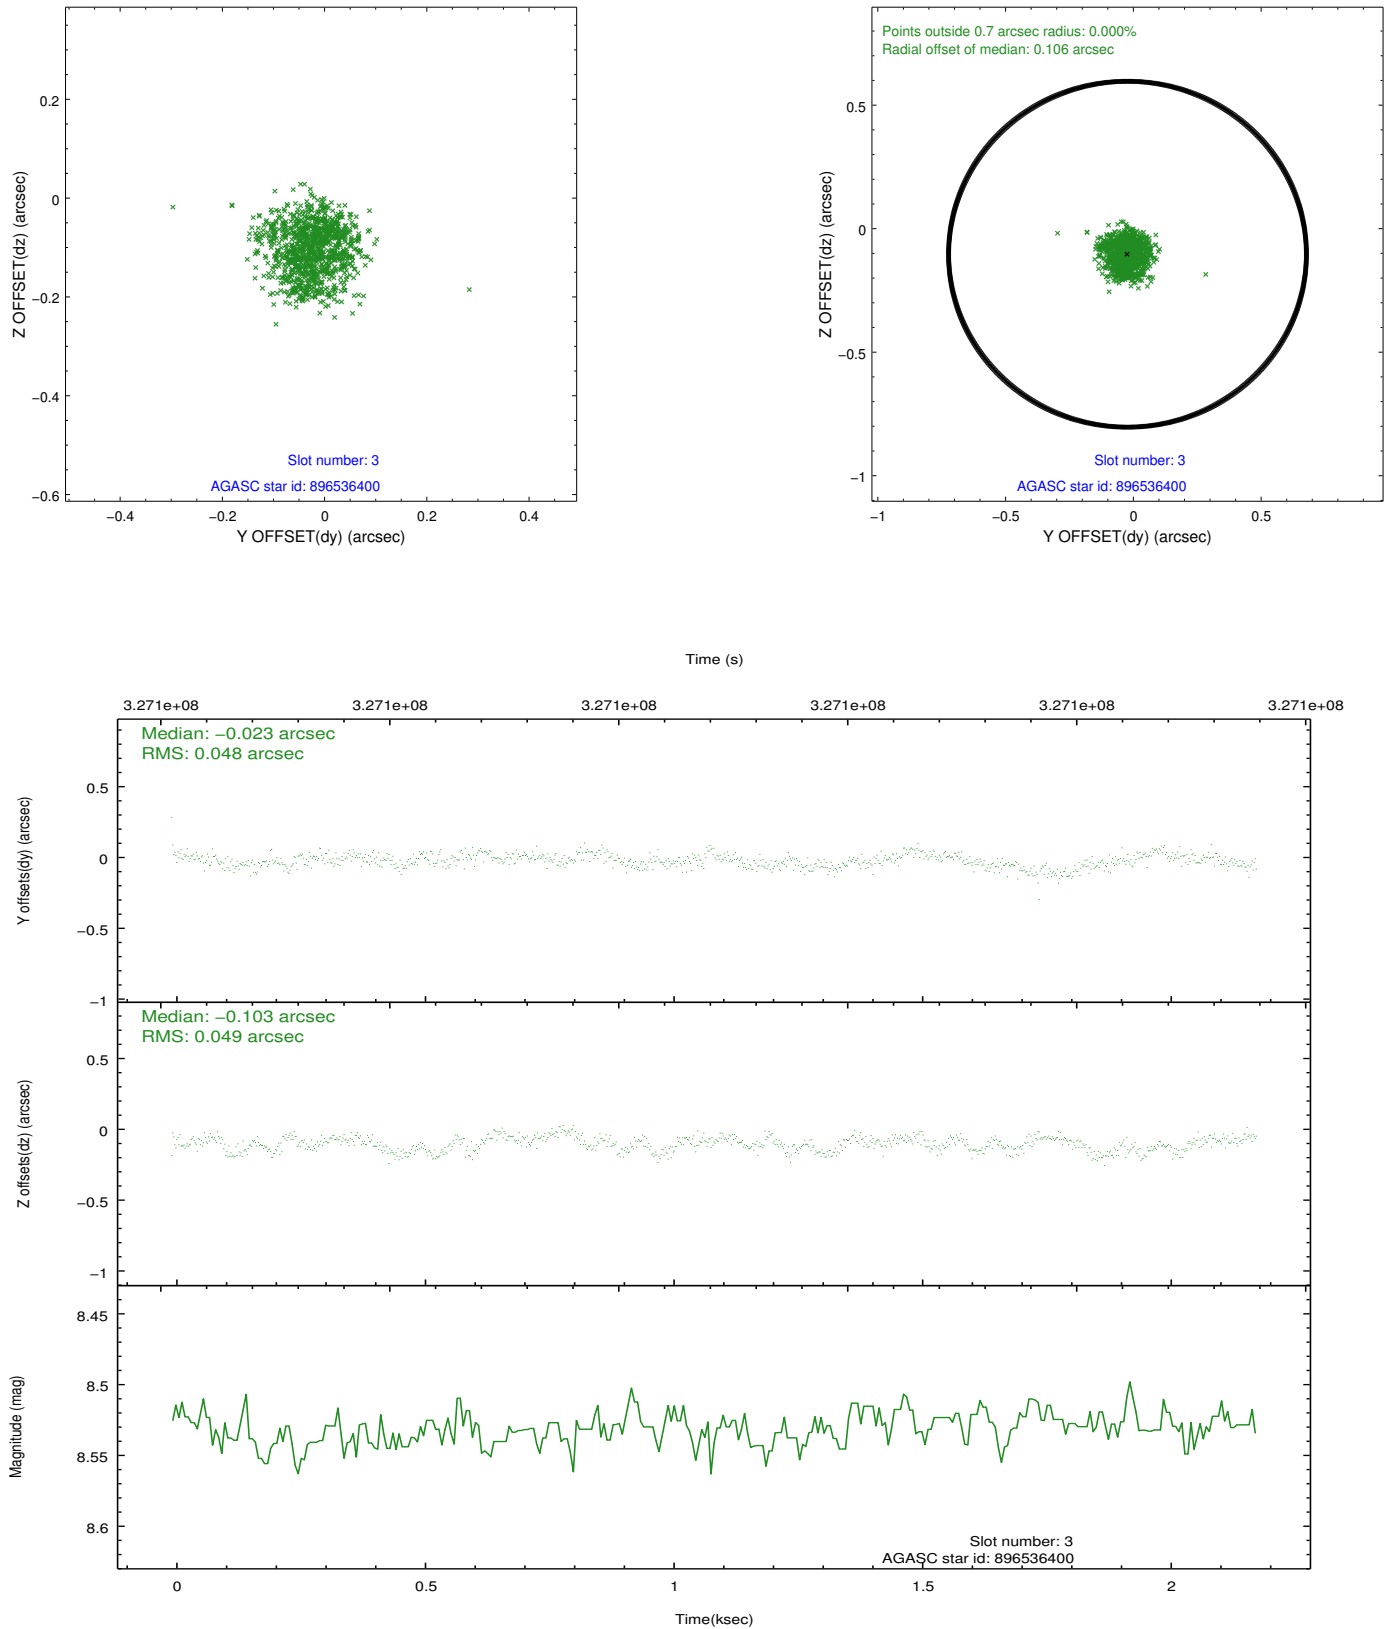 0.2
0
−0.2
−0.4
−0.6
Z OFFSET(dz) (arcsec)
Slot number: 3
AGASC star id: 896536400
−0.4 −0.2 0 0.2 0.4
Y OFFSET(dy) (arcsec)
Points outside 0.7 arcsec radius: 0.000%
Radial offset of median: 0.106 arcsec
0.5
0
−0.5
−1
Z OFFSET(dz) (arcsec)
Slot number: 3
AGASC star id: 896536400
−1 −0.5 0 0.5
Y OFFSET(dy) (arcsec)
Time (s)
3.271e+08 3.271e+08 3.271e+08 3.271e+08 3.271e+08 3.271e+08
Median: −0.023 arcsec
RMS: 0.048 arcsec
0.5
0
−0.5
−1
Y offsets(dy) (arcsec)
Median: −0.103 arcsec
RMS: 0.049 arcsec
0.5
0
−0.5
−1
Z offsets(dz) (arcsec)
8.45
8.5
8.55
8.6
Magnitude (mag)
Slot number: 3
AGASC star id: 896536400
0 0.5 1 1.5 2
Time(ksec)